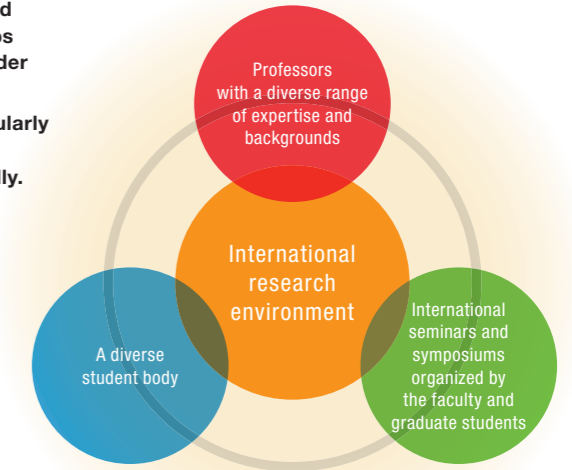 Professors
with a diverse range
of expertise and
backgrounds
International
research
environment
A diverse
student body
International
seminars and
symposiums
organized by
the faculty and
graduate students